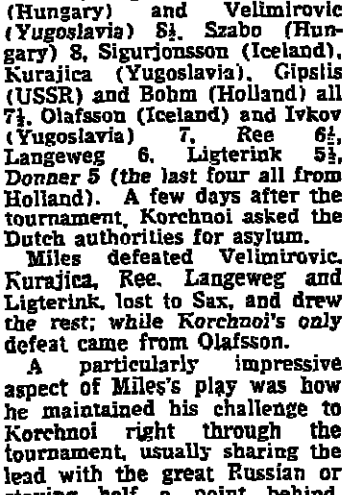 (Hungary) and Velimirovic
(Yugoslavia) 8½. Szabo (Hun-
gary) 8, Sigurjonsson (Iceland),
Kurajica (Yugoslavia), Gipslis
(USSR) and Bohm (Holland) all
7½. Olafsson (Iceland) and Ivkov
(Yugoslavia) 7, Ree 6½,
Langeweg 6, Ligterink 5½,
Donner 5 (the last four all from
Holland). A few days after the
tournament, Korchnoi asked the
Dutch authorities for asylum.
Miles defeated Velimirovic,
Kurajica, Ree, Langeweg and
Ligterink, lost to Sax, and drew
the rest; while Korchnoi's only
defeat came from Olafsson.
A particularly impressive
aspect of Miles's play was how
he maintained his challenge to
Korchnoi right through the
tournament, usually sharing the
lead with the great Russian or
staying half a point behind.